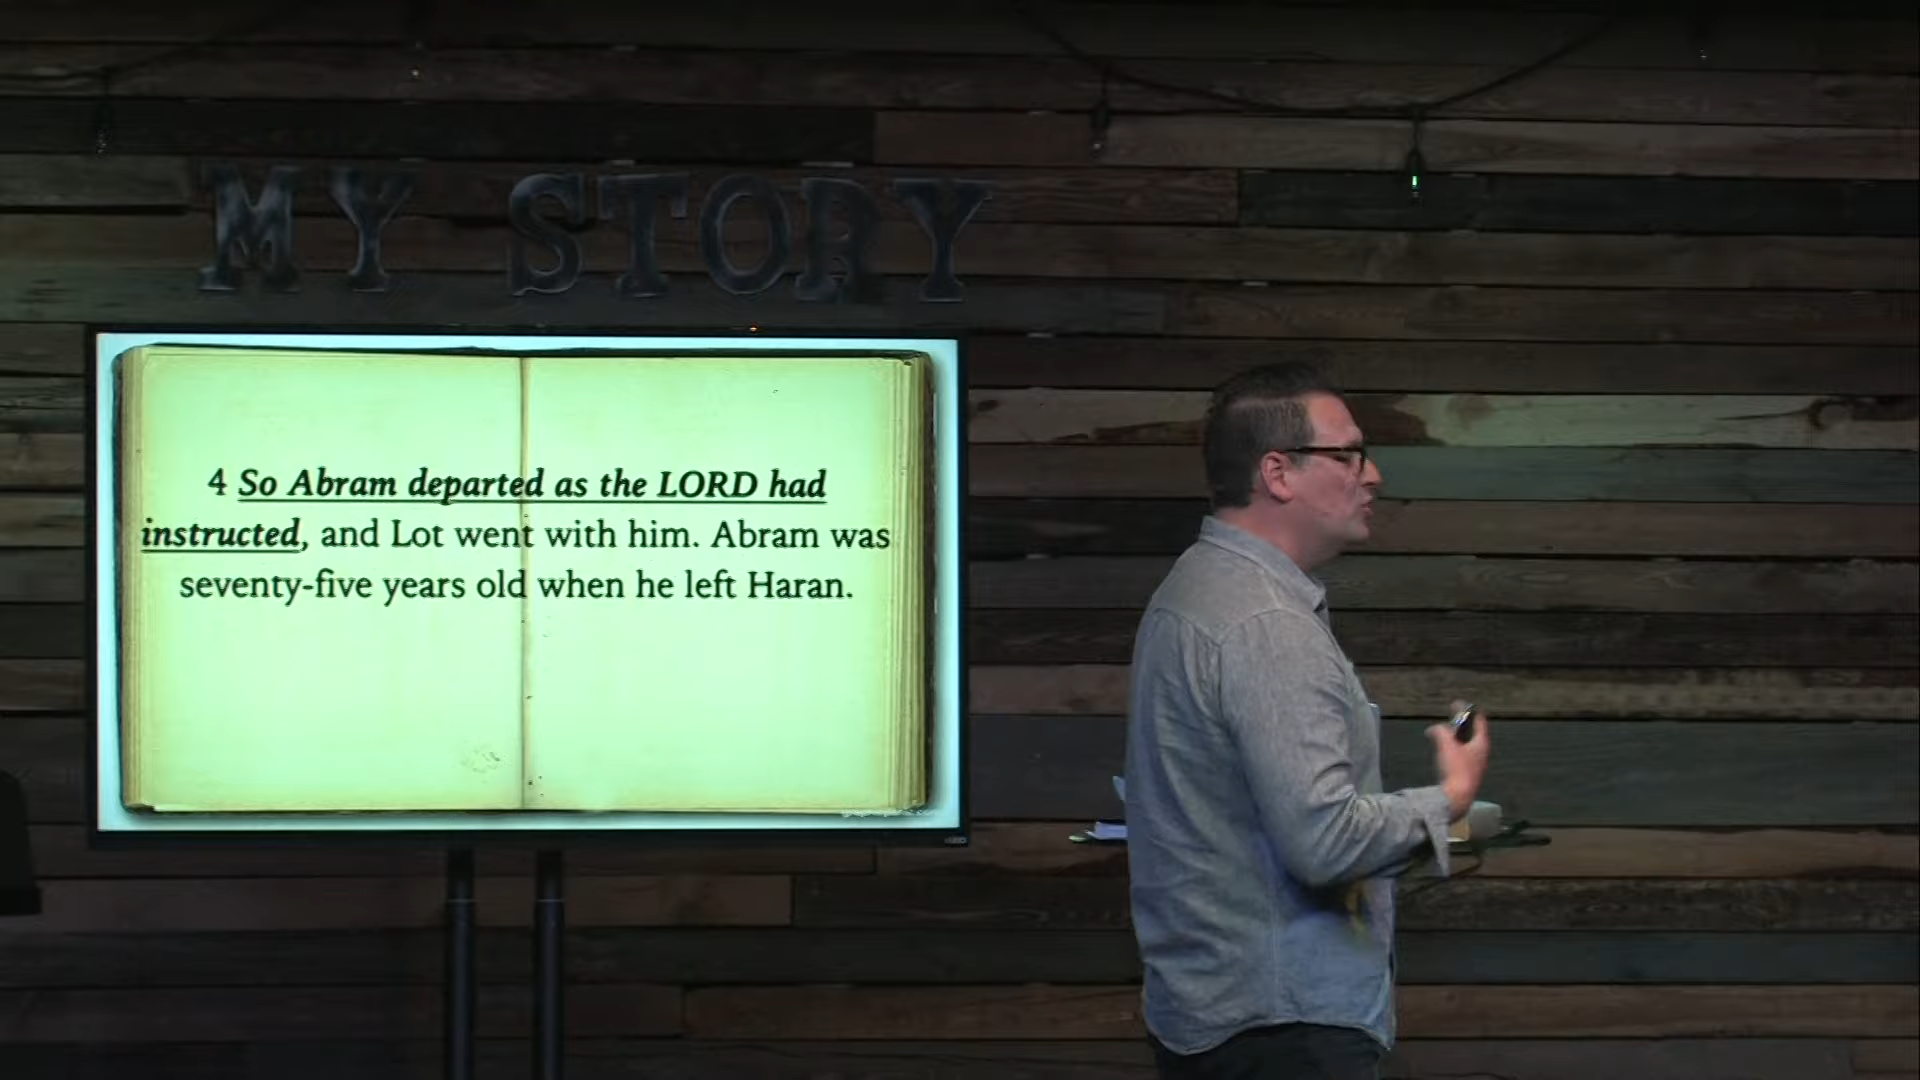 MY STORY
4 So Abram departed as the LORD had
instructed, and Lot went with him. Abram was
seventy-five years old when he left Haran.